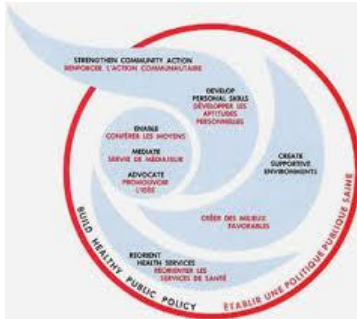 STRENGTHEN COMMUNITY ACTION
RENFORCER L'ACTION COMMUNAUTAIRE
DEVELOP
PERSONAL SKILLS
DÉVELOPPER LES
APTITUDES
PERSONNELLES
ENABLE
CONFÉRER LES MOYENS
MEDIATE
SERVIR DE MÉDIATEUR
ADVOCATE
PROMOUVOIR
L'IDÉE
CREATE
SUPPORTIVE
ENVIRONMENTS
CRÉER DES MILIEUX
FAVORABLES
REORIENT
HEALTH SERVICES
RÉORIENTER LES
SERVICES DE SANTÉ
BUILD HEALTHY PUBLIC POLICY
ÉTABLIR UNE POLITIQUE PUBLIQUE SAINE